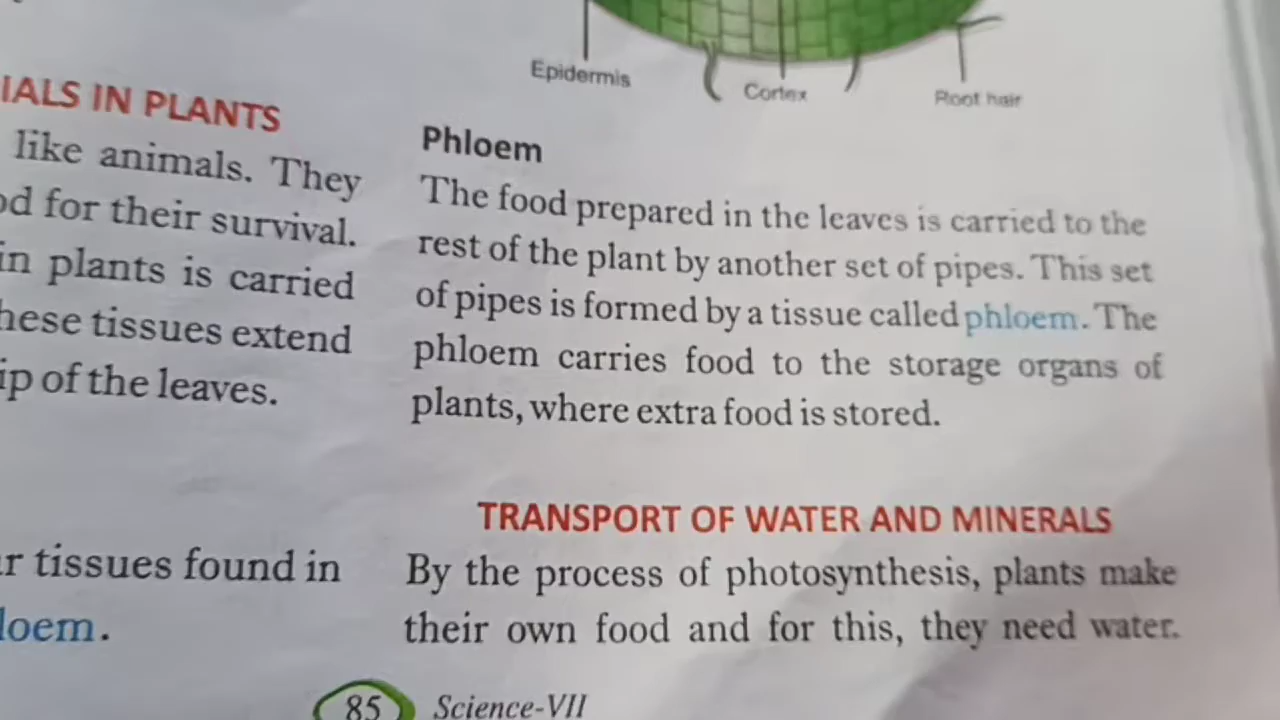 Epidermis
Cortex
Root hair
IALS IN PLANTS
like animals. They
od for their survival.
in plants is carried
hese tissues extend
ip of the leaves.
r tissues found in
loem.
Phloem
The food prepared in the leaves is carried to the
rest of the plant by another set of pipes. This set
of pipes is formed by a tissue called phloem. The
phloem carries food to the storage organs of
plants, where extra food is stored.
TRANSPORT OF WATER AND MINERALS
By the process of photosynthesis, plants make
their own food and for this, they need water.
85 Science-VII